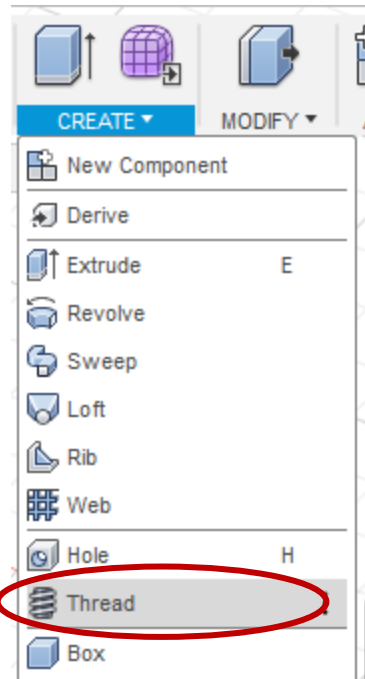 CREATE ▼ MODIFY ▼
New Component
Derive
Extrude E
Revolve
Sweep
Loft
Rib
Web
Hole H
Thread
Box